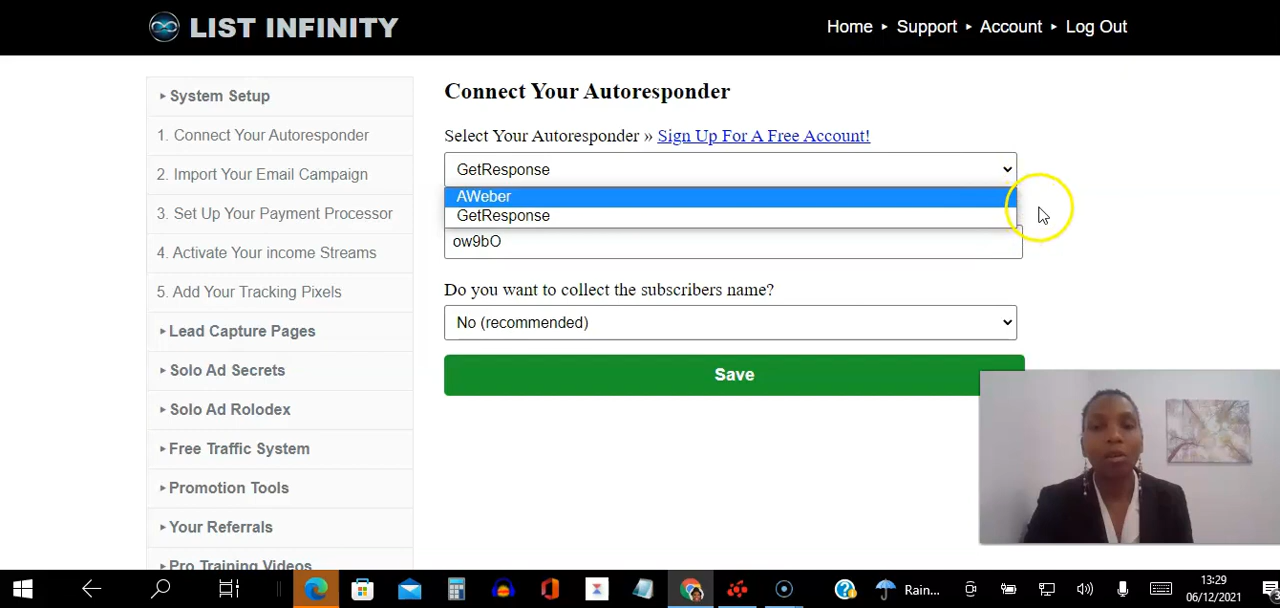 LIST INFINITY
Home ▸ Support ▸ Account ▸ Log Out
▸ System Setup
1. Connect Your Autoresponder
2. Import Your Email Campaign
3. Set Up Your Payment Processor
4. Activate Your income Streams
5. Add Your Tracking Pixels
▸ Lead Capture Pages
▸ Solo Ad Secrets
▸ Solo Ad Rolodex
▸ Free Traffic System
▸ Promotion Tools
▸ Your Referrals
▸ Pro Training Videos
Connect Your Autoresponder
Select Your Autoresponder » Sign Up For A Free Account!
GetResponse
AWeber
GetResponse
ow9bO
Do you want to collect the subscribers name?
No (recommended)
Save
Rain...
13:29
06/12/2021